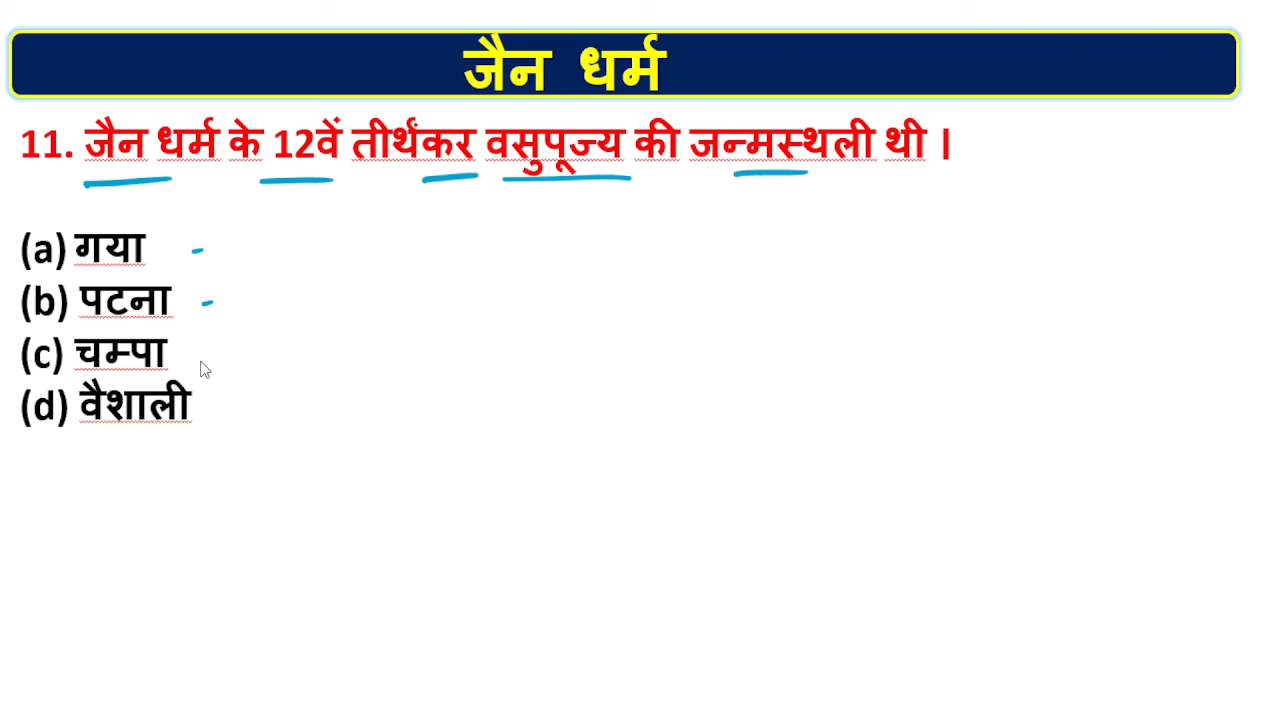 जैन धर्म
11. जैन धर्म के 12वें तीर्थंकर वसुपूज्य की जन्मस्थली थी ।
(a) गया
(b) पटना
(c) चम्पा
(d) वैशाली